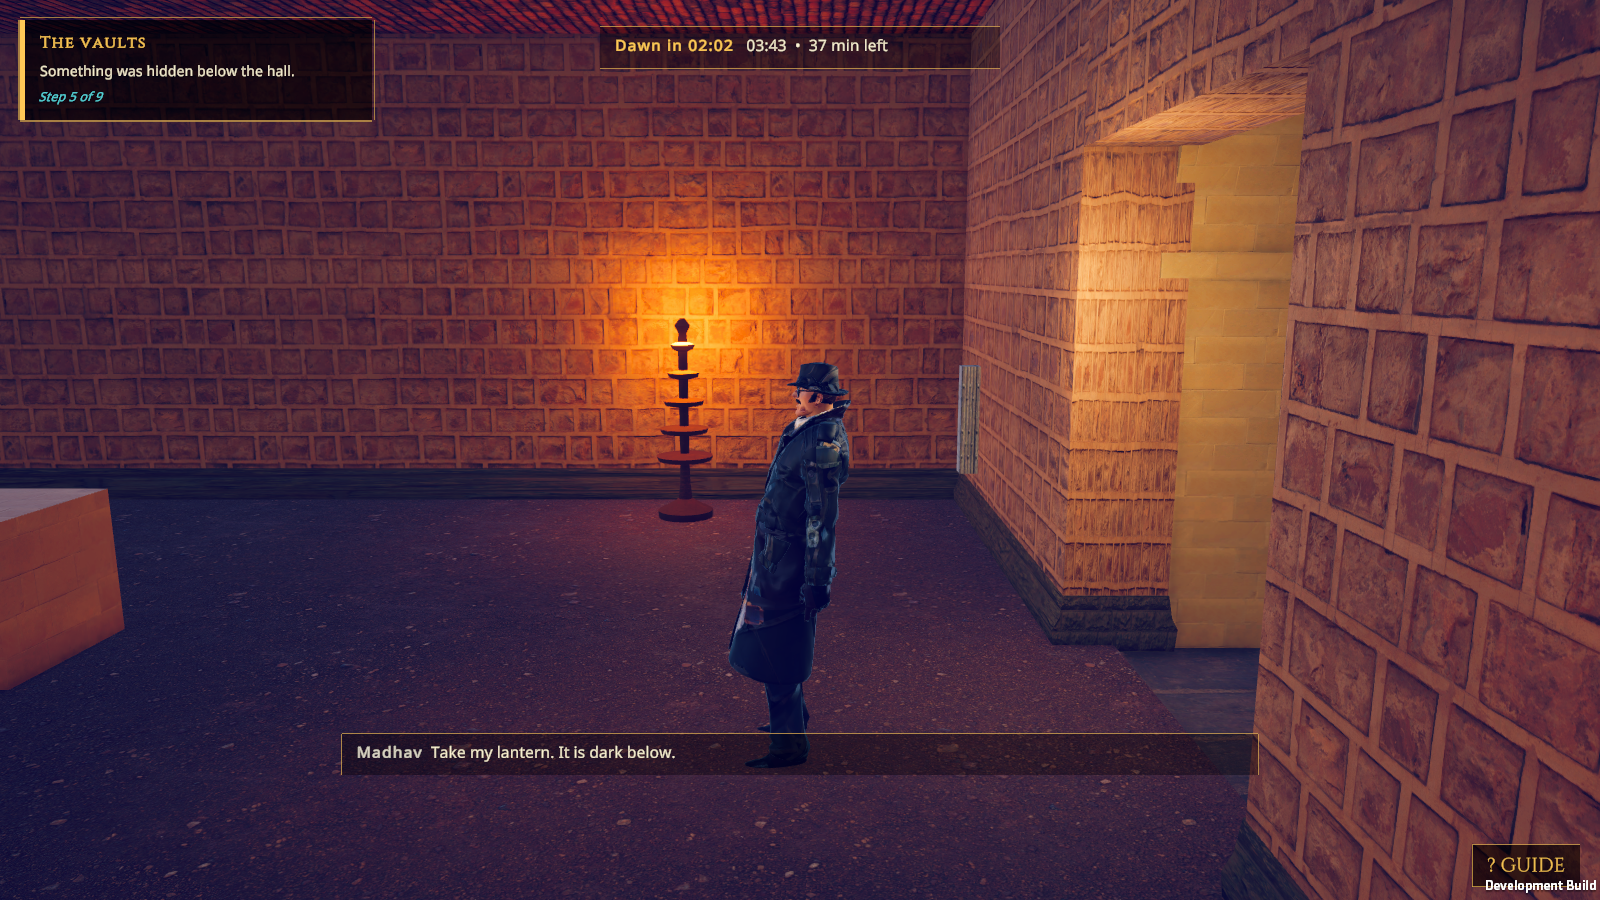 THE VAULTS
Something was hidden below the hall.
Step 5 of 9
Dawn in 02:02 03:43 • 37 min left
Madhav Take my lantern. It is dark below.
? GUIDE
Development Build